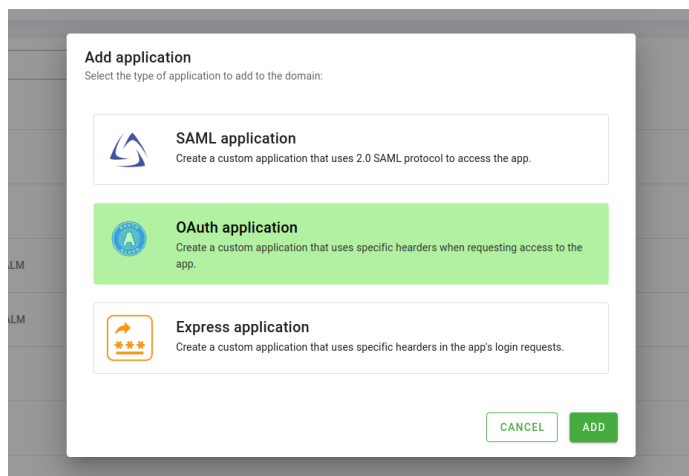 Add application
Select the type of application to add to the domain:
SAML application
Create a custom application that uses 2.0 SAML protocol to access the app.
OAuth application
Create a custom application that uses specific hearders when requesting access to the
app.
ALM
ALM
Express application
Create a custom application that uses specific hearders in the app's login requests.
***
CANCEL
ADD